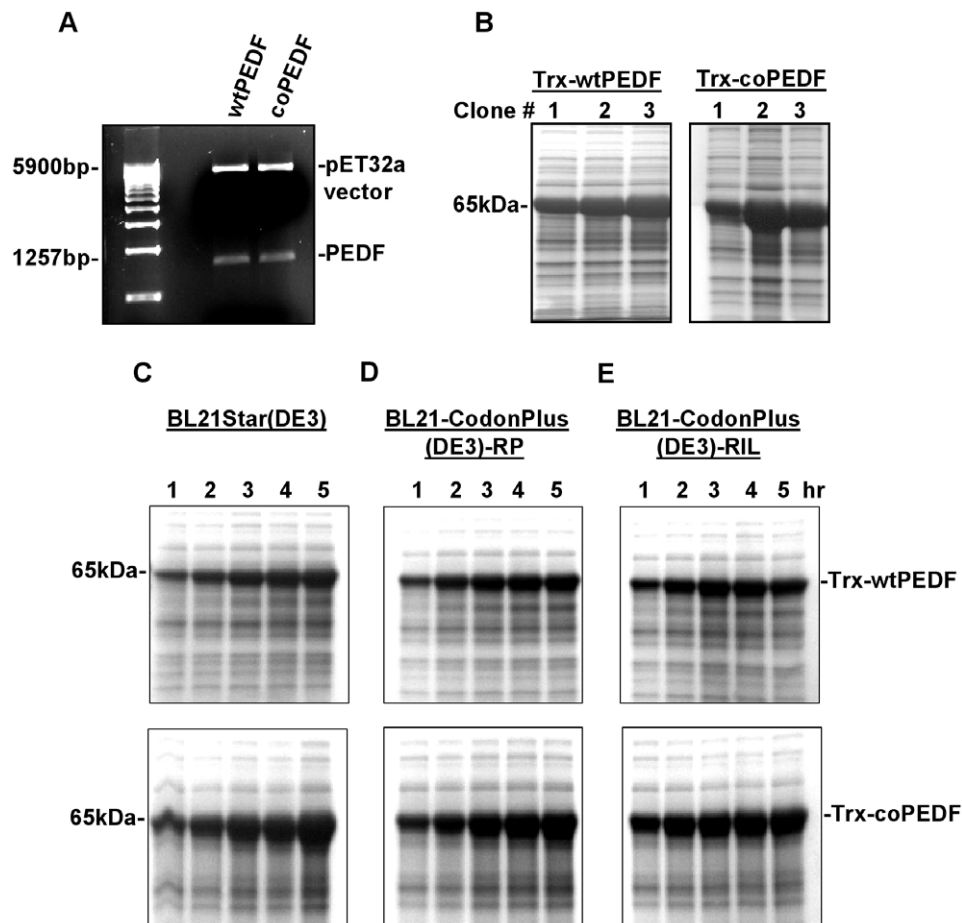 A
wtPEDF
coPEDF
5900bp-
-pET32a
vector
1257bp-
-PEDF
B
Trx-wtPEDF
Trx-coPEDF
Clone # 1 2 3
1 2 3
65kDa-
C
D
E
BL21Star(DE3)
BL21-CodonPlus
(DE3)-RP
BL21-CodonPlus
(DE3)-RIL
1 2 3 4 5
1 2 3 4 5
1 2 3 4 5 hr
65kDa-
-Trx-wtPEDF
65kDa-
-Trx-coPEDF